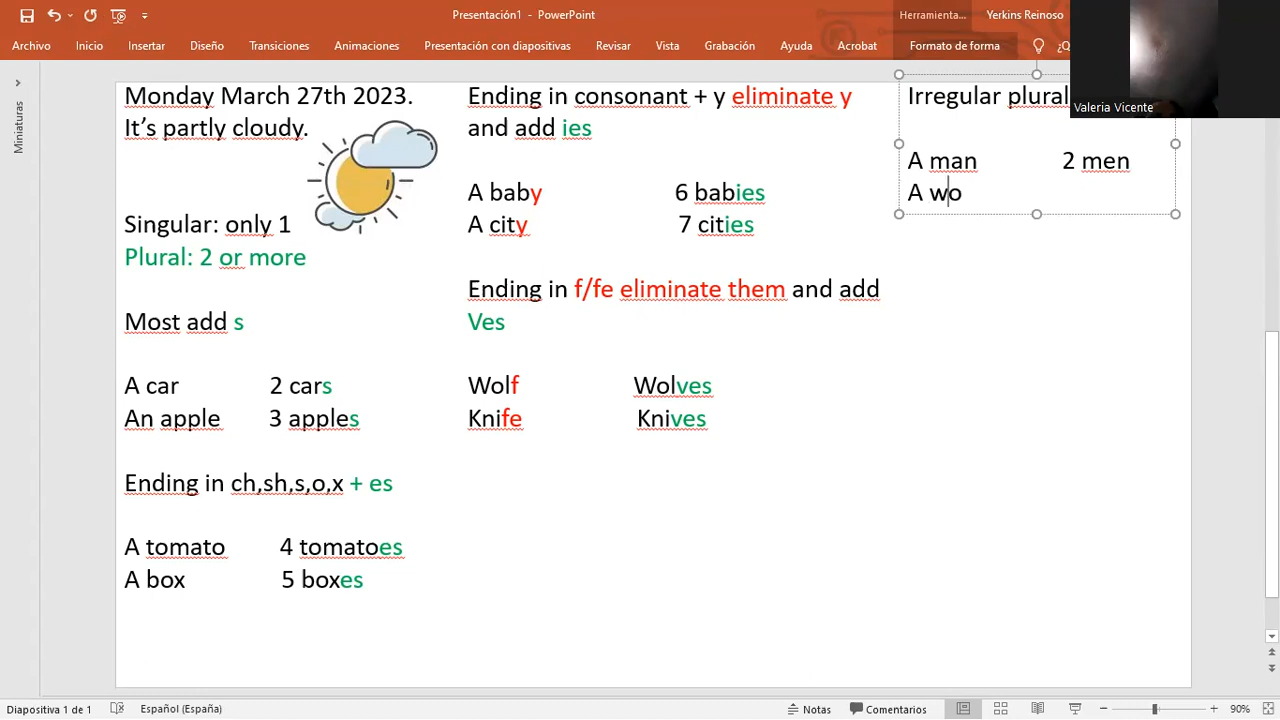 Presentación1 - PowerPoint
Herramienta...
Yerkins Reinoso
Archivo Inicio Insertar Diseño Transiciones Animaciones Presentación con diapositivas Revisar Vista Grabación Ayuda Acrobat Formato de forma
Valeria Vicente
Miniaturas
Monday March 27th 2023.
It's partly cloudy.
Singular: only 1
Plural: 2 or more
Most add s
A car 2 cars
An apple 3 apples
Ending in ch,sh,s,o,x + es
A tomato 4 tomatoes
A box 5 boxes
Ending in consonant + y eliminate y
and add ies
A baby 6 babies
A city 7 cities
Ending in f/fe eliminate them and add
Ves
Wolf Wolves
Knife Knives
Irregular plural
A man 2 men
A wo
Diapositiva 1 de 1 Español (España) Notas Comentarios 90%